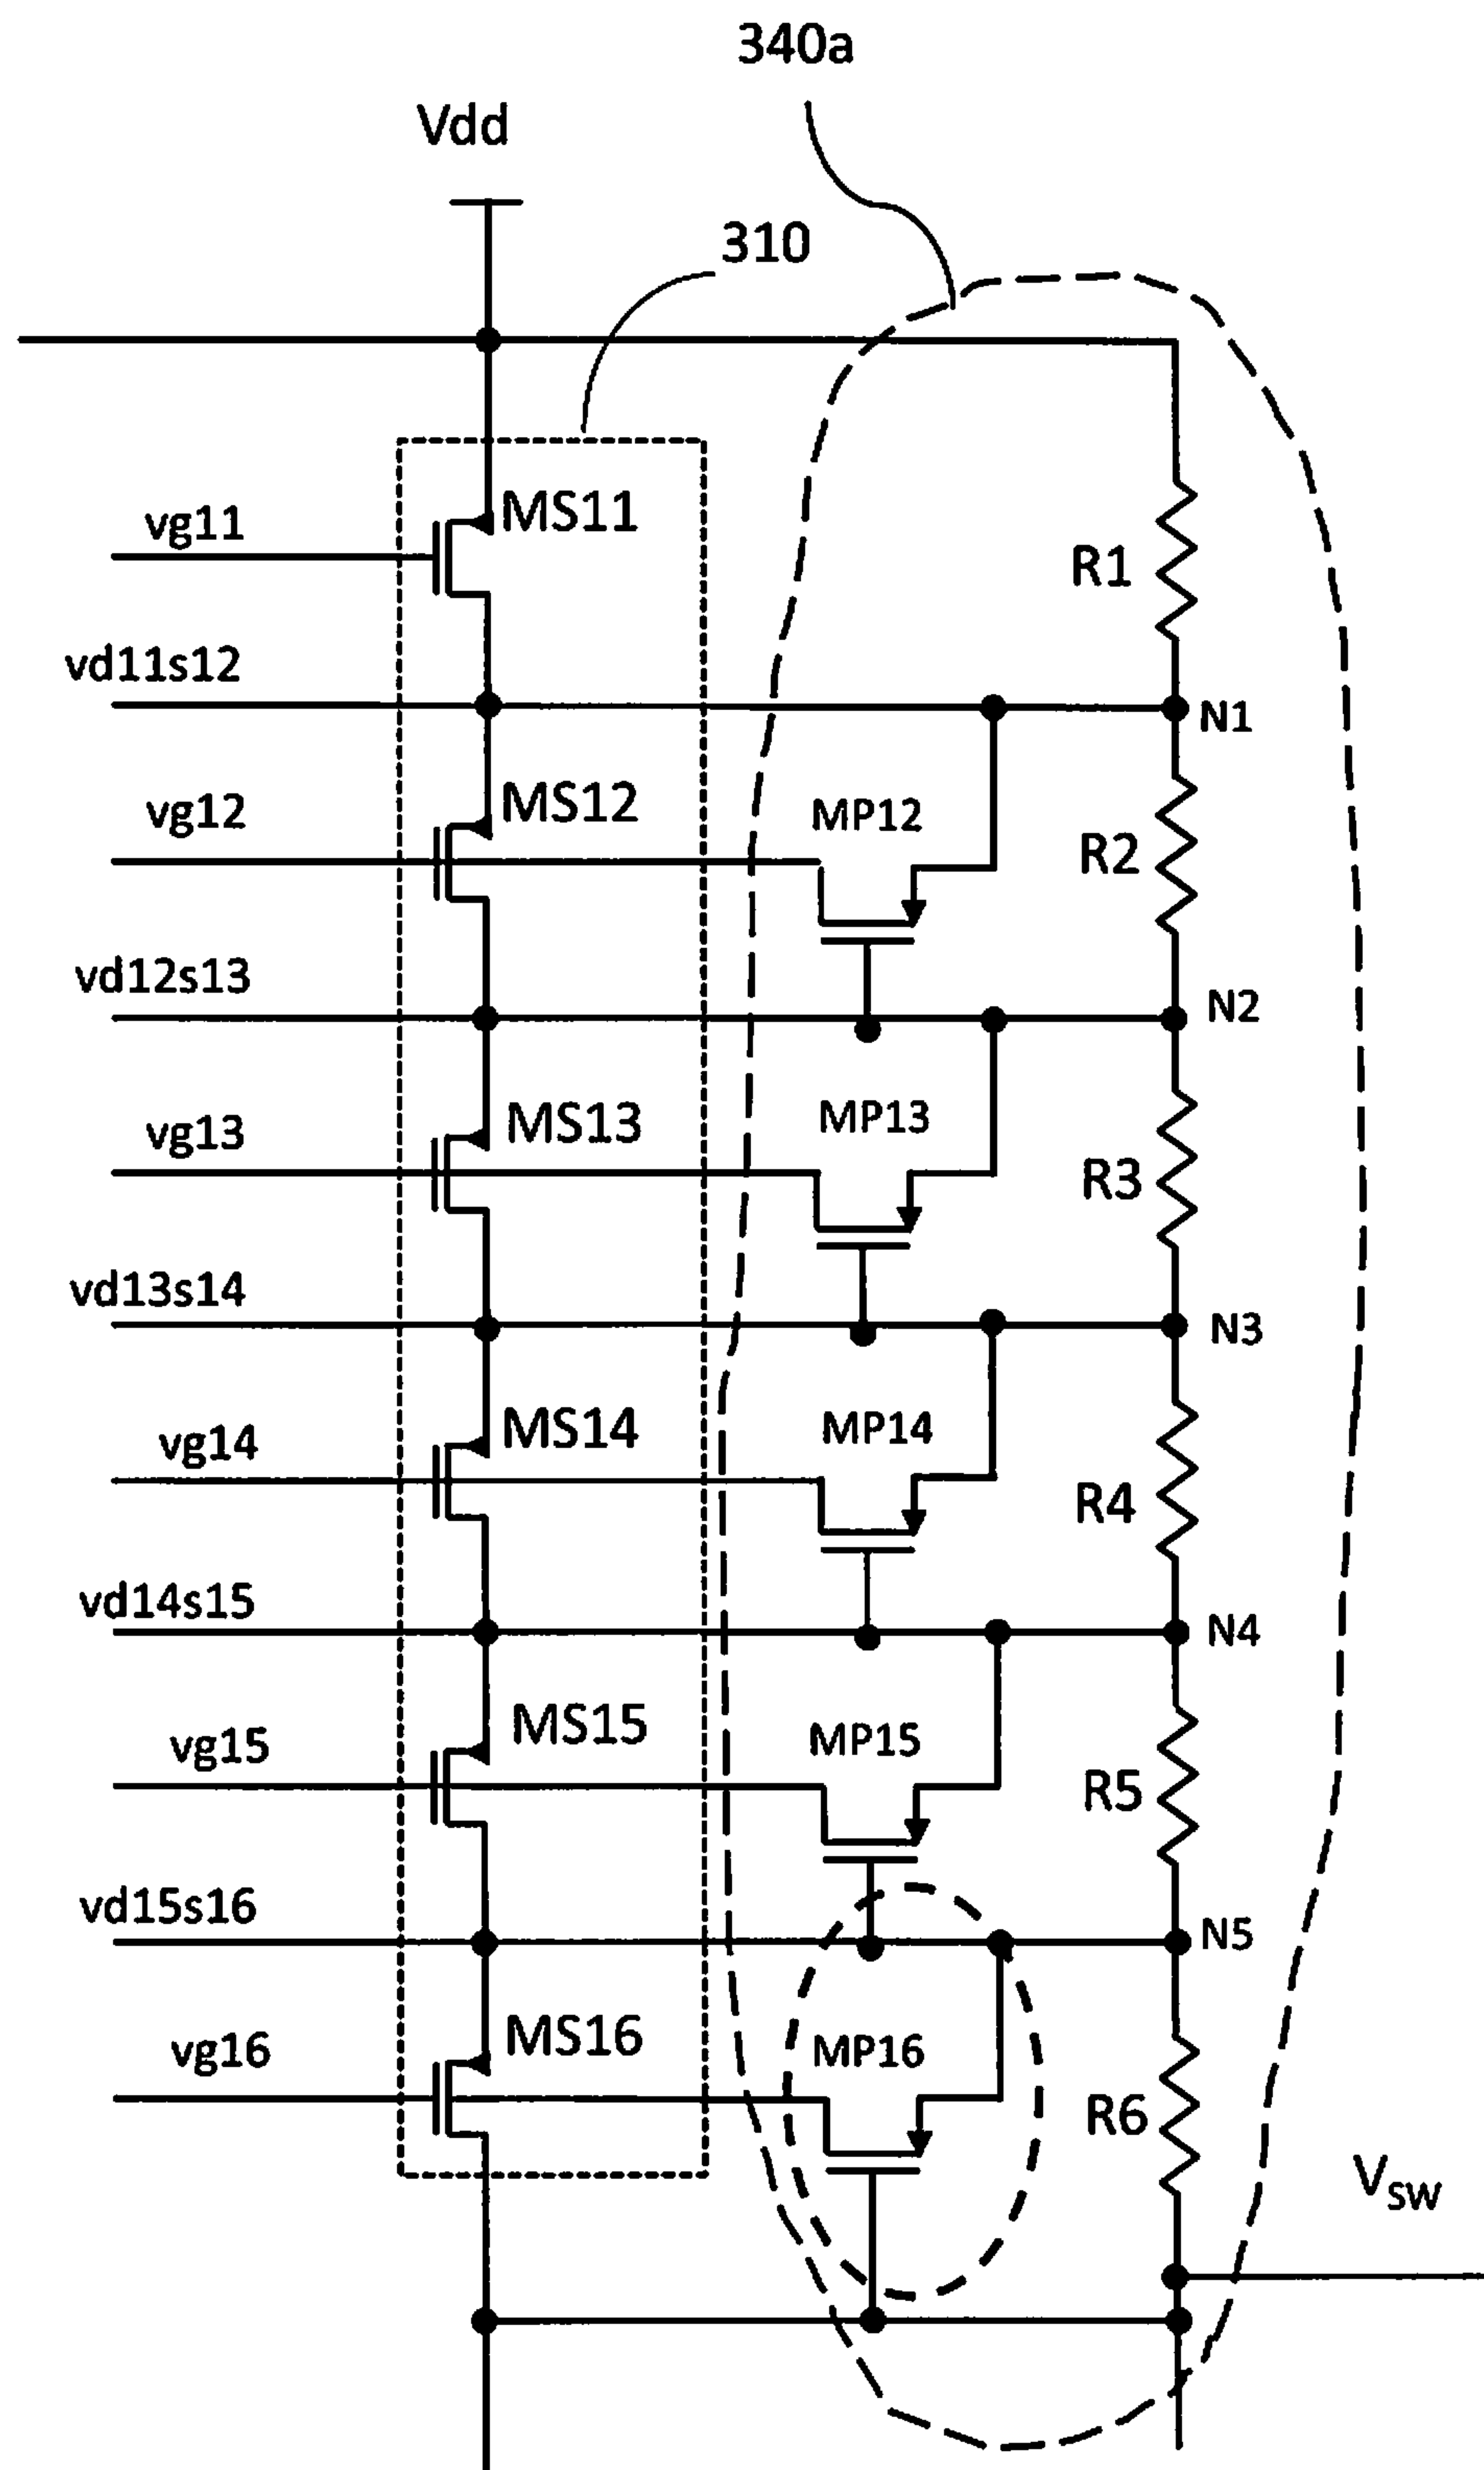 340a
Vdd
310
MS11
vg11
R1
vd11s12
N1
MS12
vg12
MP12
R2
vd12s13
N2
MS13
vg13
MP13
R3
vd13s14
N3
MS14
vg14
MP14
R4
vd14s15
N4
MS15
vg15
MP15
R5
vd15s16
N5
MS16
vg16
MP16
R6
VSW